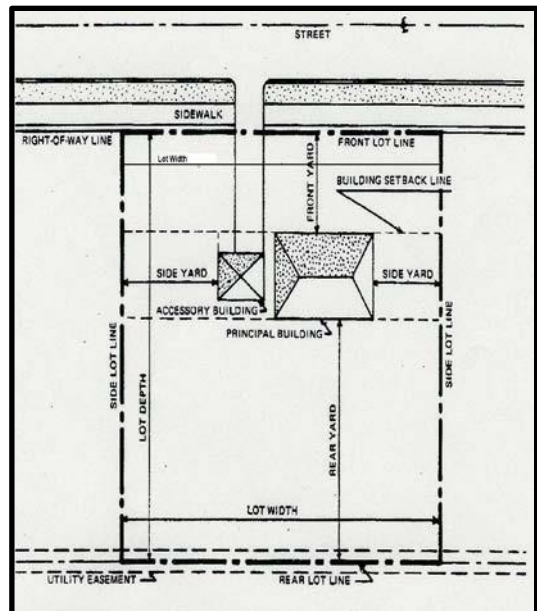 STREET
SIDEWALK
RIGHT-OF-WAY LINE
FRONT LOT LINE
Lot Width
FRONT YARD
BUILDING SETBACK LINE
SIDE YARD
SIDE YARD
ACCESSORY BUILDING
PRINCIPAL BUILDING
SIDE LOT LINE
LOT DEPTH
REAR YARD
SIDE LOT LINE
LOT WIDTH
UTILITY EASEMENT
REAR LOT LINE